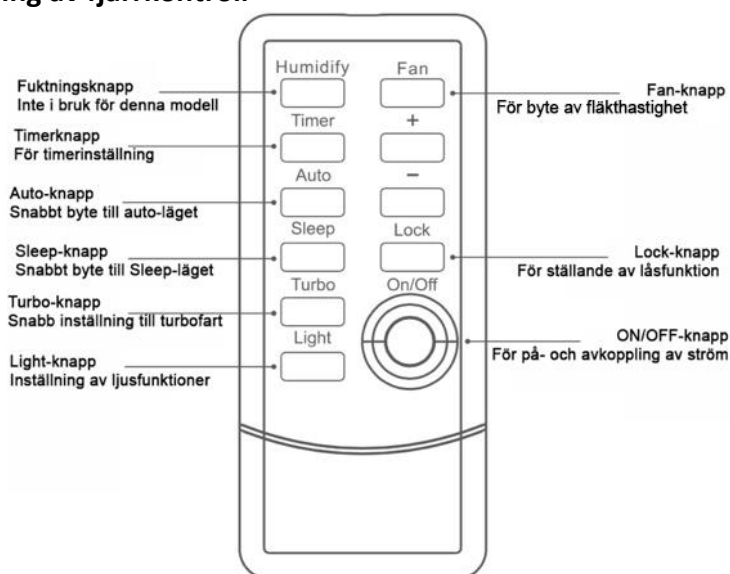 ing av fjärrkontroll
Humidify
Fan
Fuktningsknapp
Inte i bruk för denna modell
Fan-knapp
För byte av fläkthastighet
Timer
+
Timerknapp
För timerinställning
Auto
−
Auto-knapp
Snabbt byte till auto-läget
Sleep
Lock
Sleep-knapp
Snabbt byte till Sleep-läget
Lock-knapp
För ställande av låsfunktion
Turbo
On/Off
Turbo-knapp
Snabb inställning till turbofart
Light
ON/OFF-knapp
För på- och avkoppling av ström
Light-knapp
Inställning av ljusfunktioner